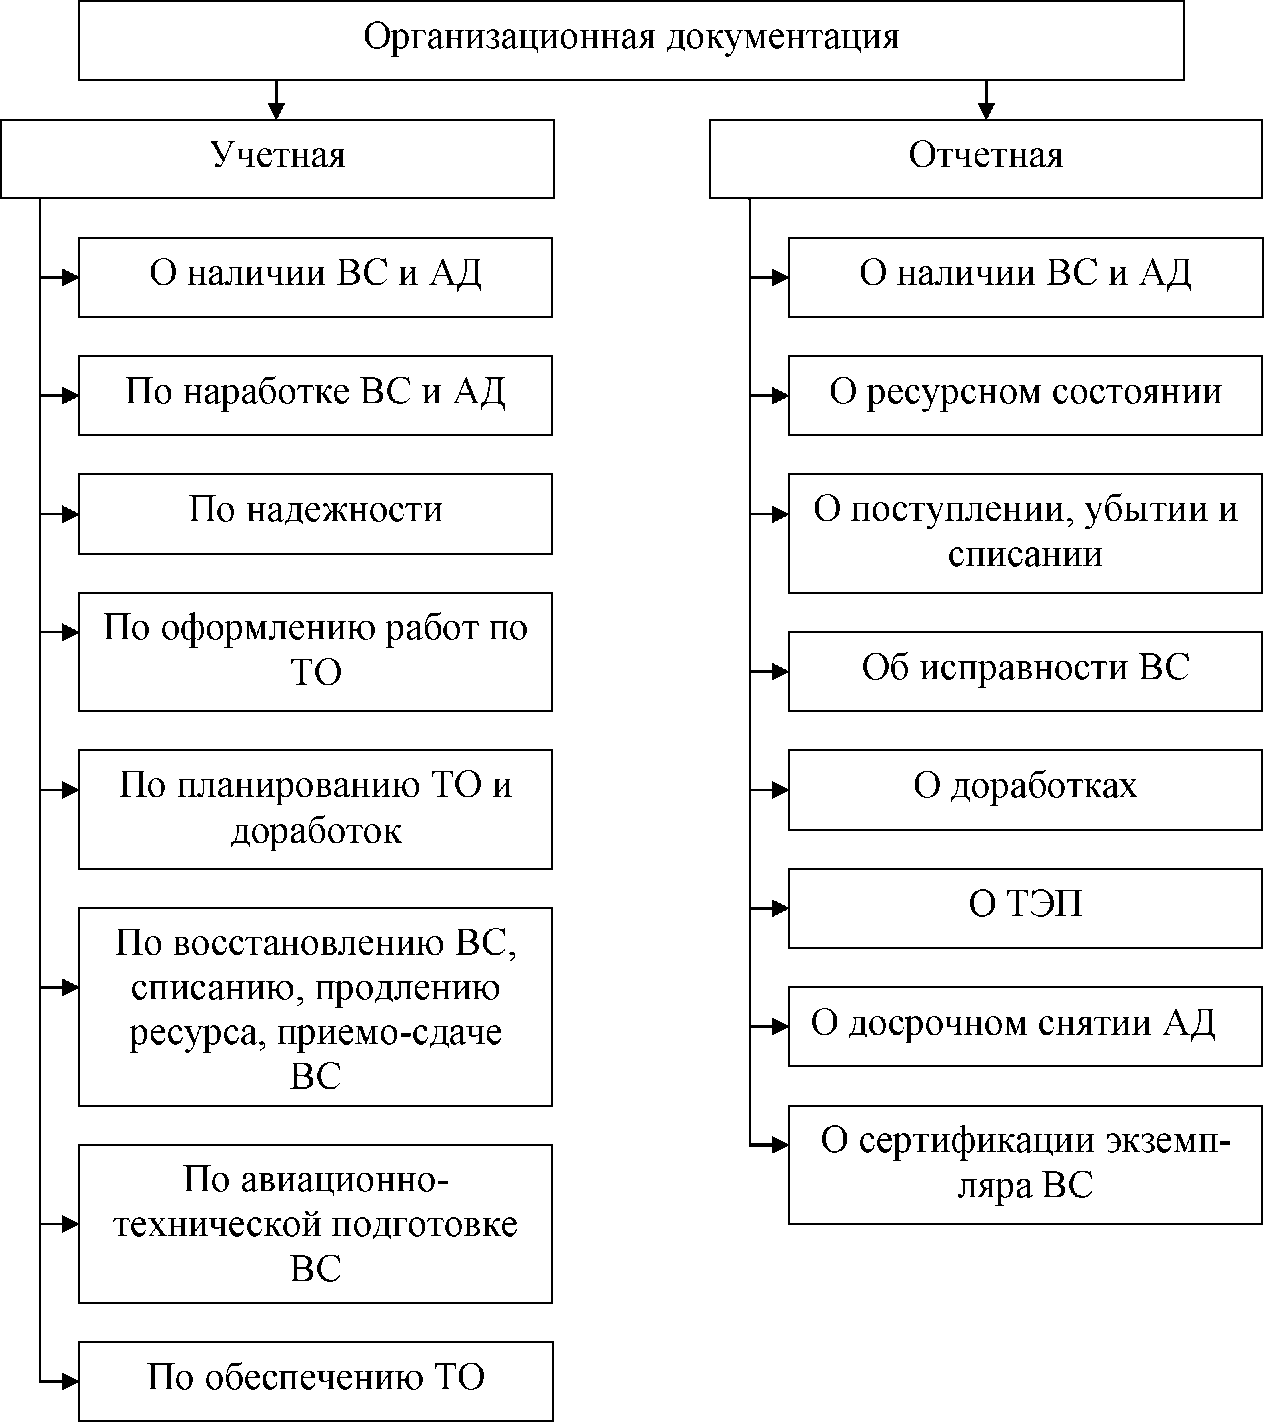 Организационная документация
Учетная
О наличии ВС и АД
По наработке ВС и АД
По надежности
По оформлению работ по
ТО
По планированию ТО и
доработок
По восстановлению ВС,
списанию, продлению
ресурса, приемо-сдаче
ВС
По авиационно-
технической подготовке
ВС
По обеспечению ТО
Отчетная
О наличии ВС и АД
О ресурсном состоянии
О поступлении, убытии и
списании
Об исправности ВС
О доработках
О ТЭП
О досрочном снятии АД
О сертификации экземп-
ляра ВС